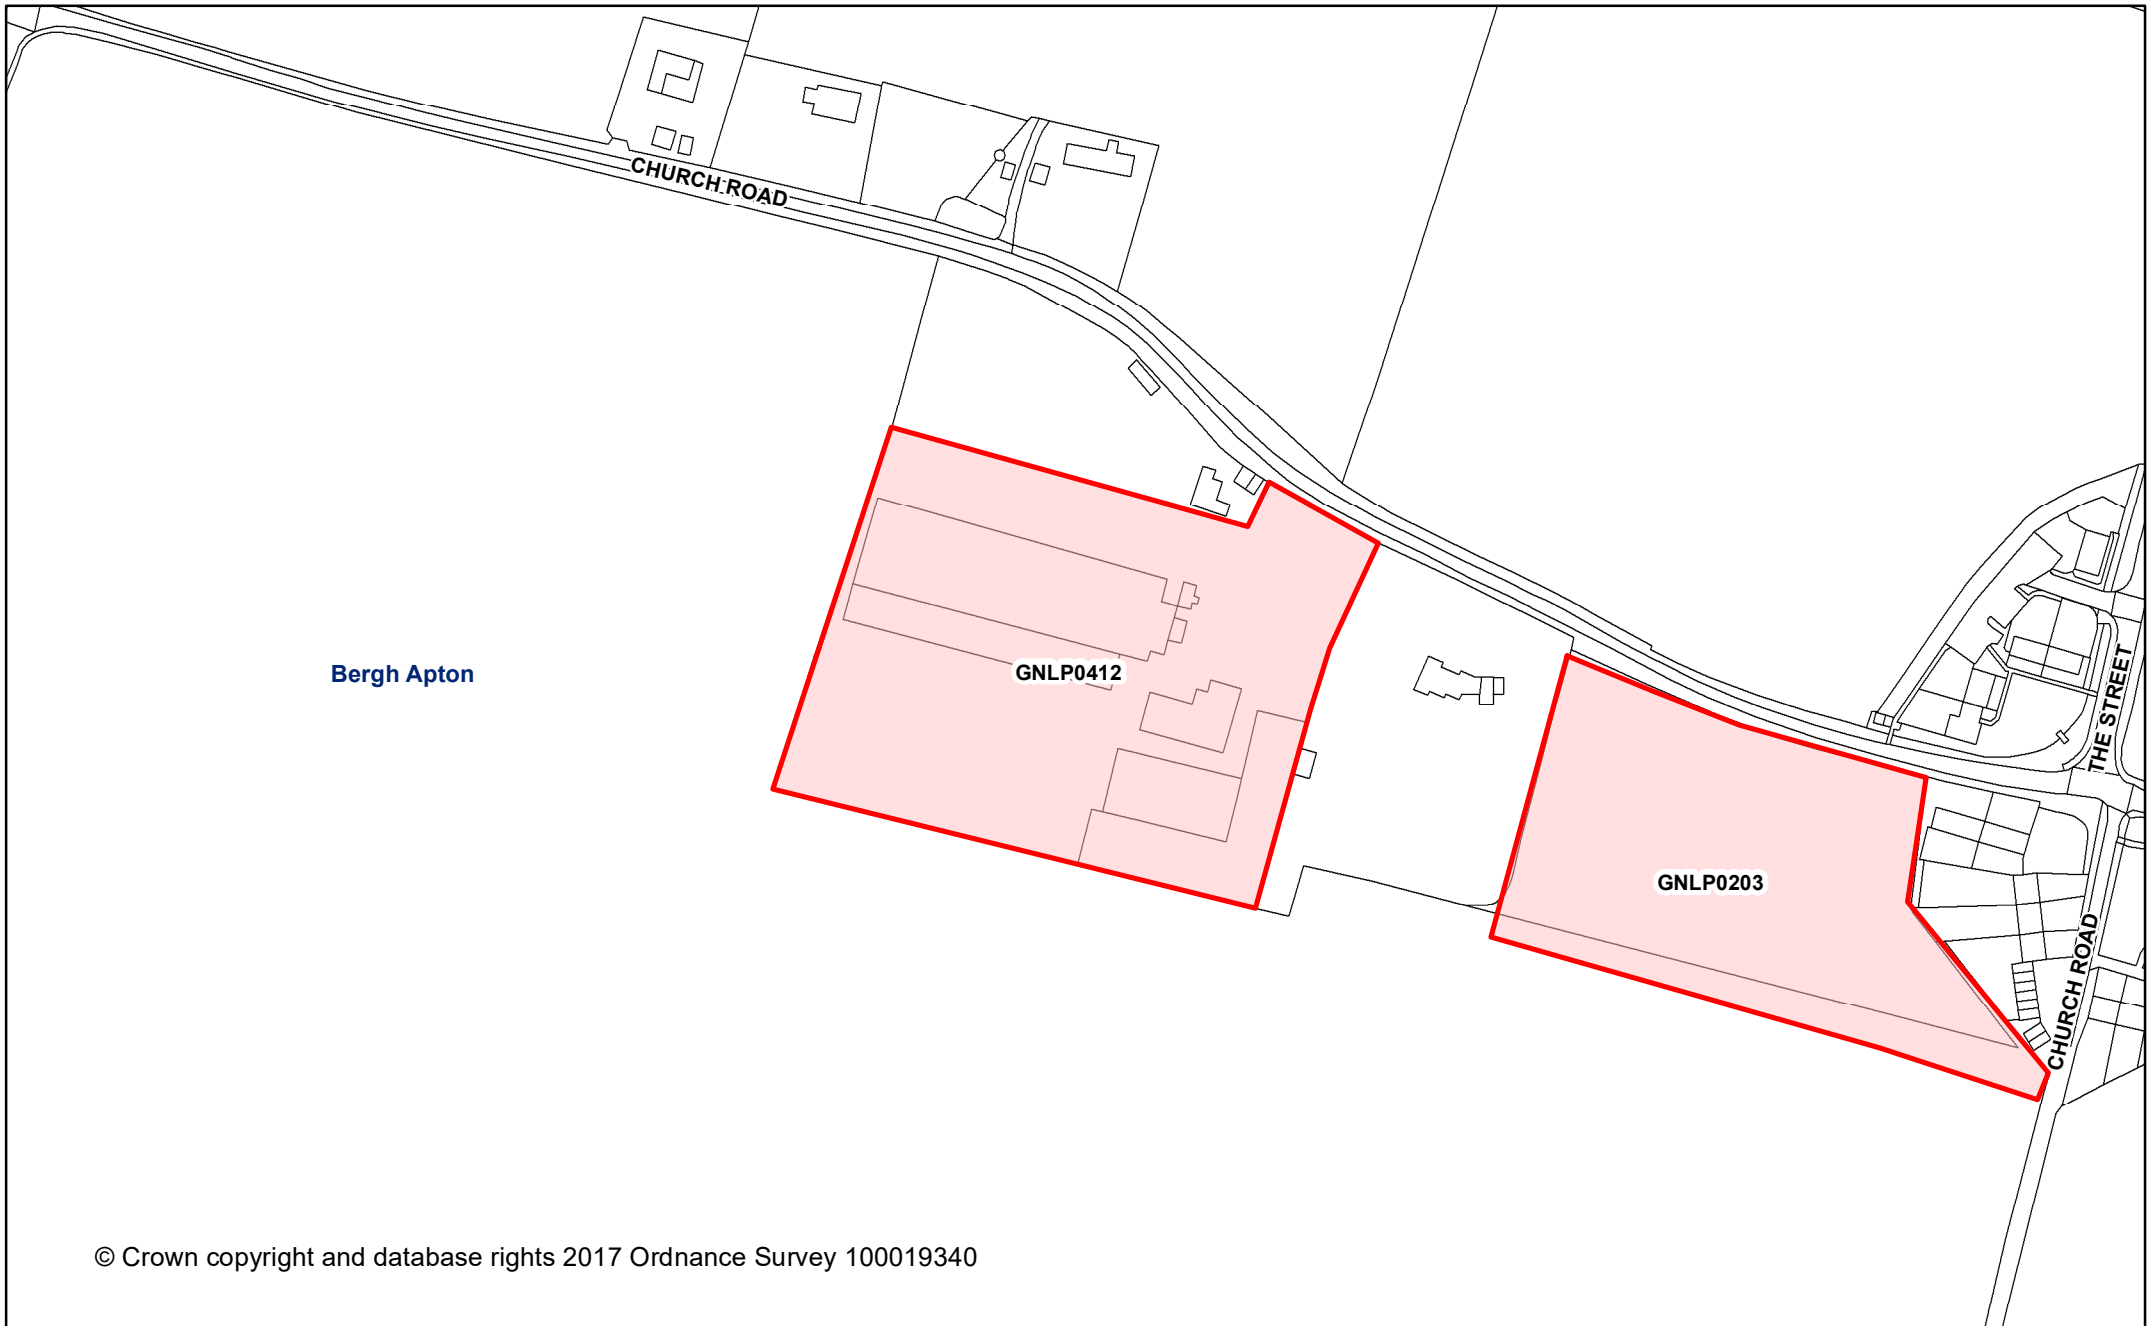 CHURCH ROAD
Bergh Apton
GNLP0412
THE STREET
GNLP0203
CHURCH ROAD
© Crown copyright and database rights 2017 Ordnance Survey 100019340